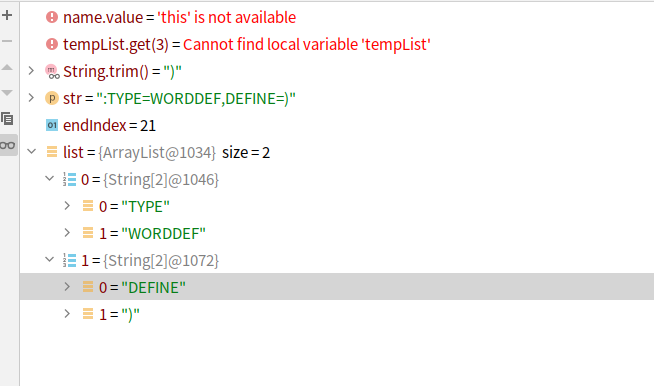 name.value = 'this' is not available
tempList.get(3) = Cannot find local variable 'tempList'
String.trim() = ")"
str = ":TYPE=WORDDEF,DEFINE=)"
endIndex = 21
list = {ArrayList@1034} size = 2
0 = {String[2]@1046}
0 = "TYPE"
1 = "WORDDEF"
1 = {String[2]@1072}
0 = "DEFINE"
1 = ")"